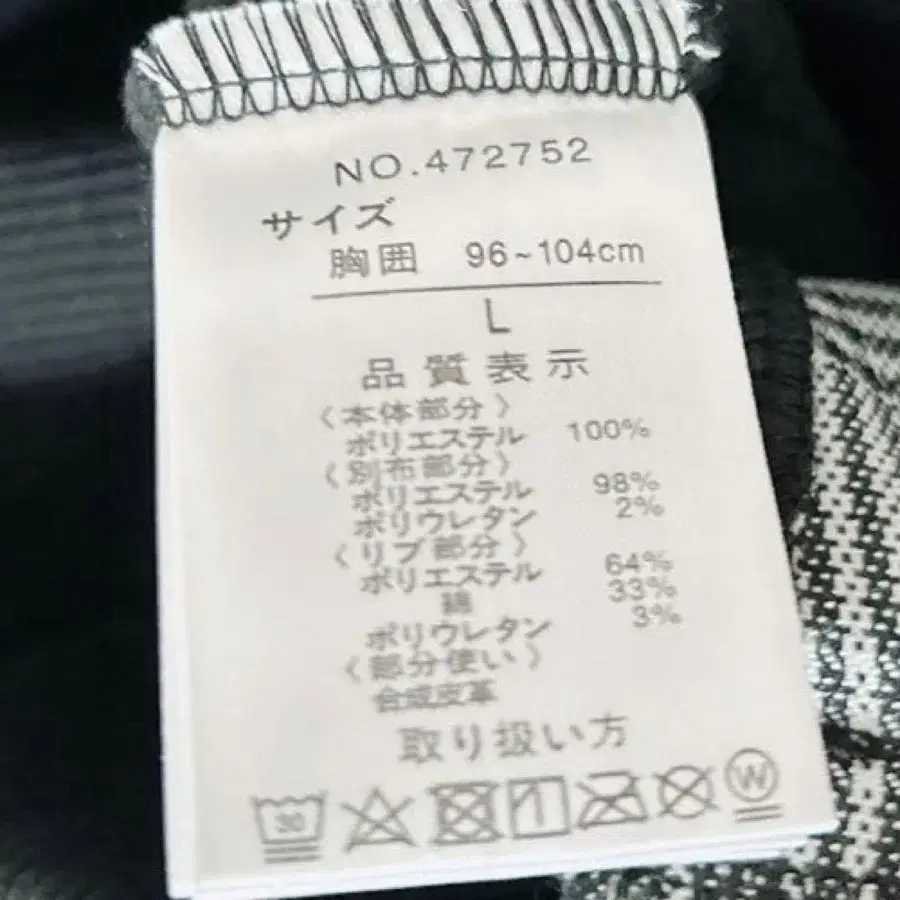 NO.472752
サイズ
胸囲 96~104cm
L
品質表示
〈本体部分〉
ポリエステル 100%
〈別布部分〉
ポリエステル 98%
ポリウレタン 2%
〈リブ部分〉
ポリエステル 64%
綿 33%
ポリウレタン 3%
〈部分使い〉
合成皮革
取り扱い方
30 W